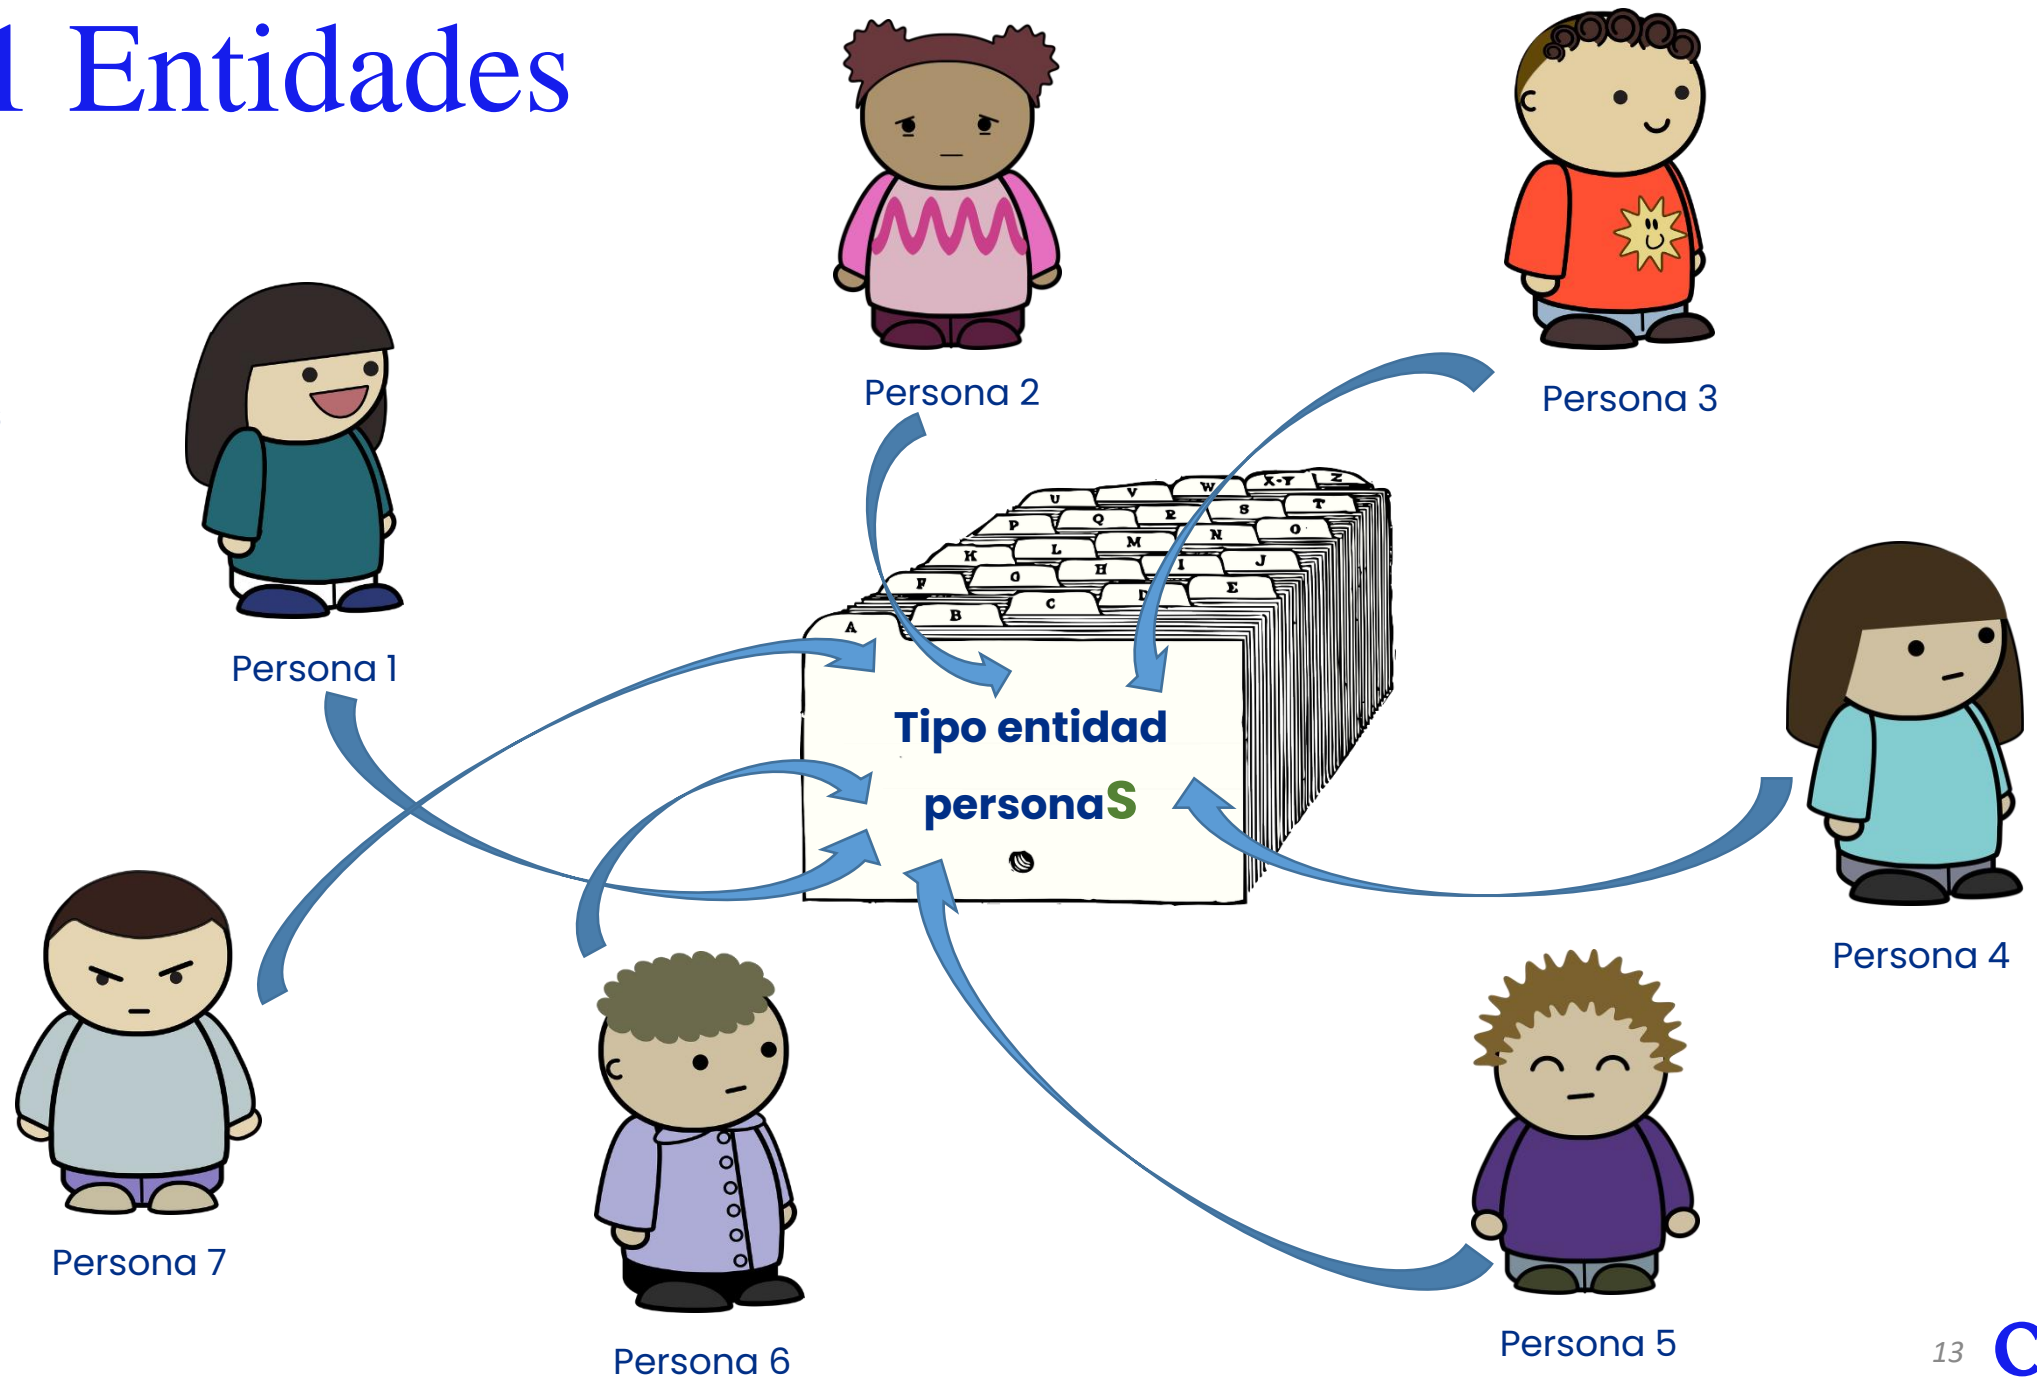 1 Entidades
Persona 2
Persona 3
Persona 1
U V W X-Y Z
P Q R S T
K L M N O
F G H I J
A B C D E
Tipo entidad
personaS
Persona 4
Persona 7
Persona 6
Persona 5
13
C